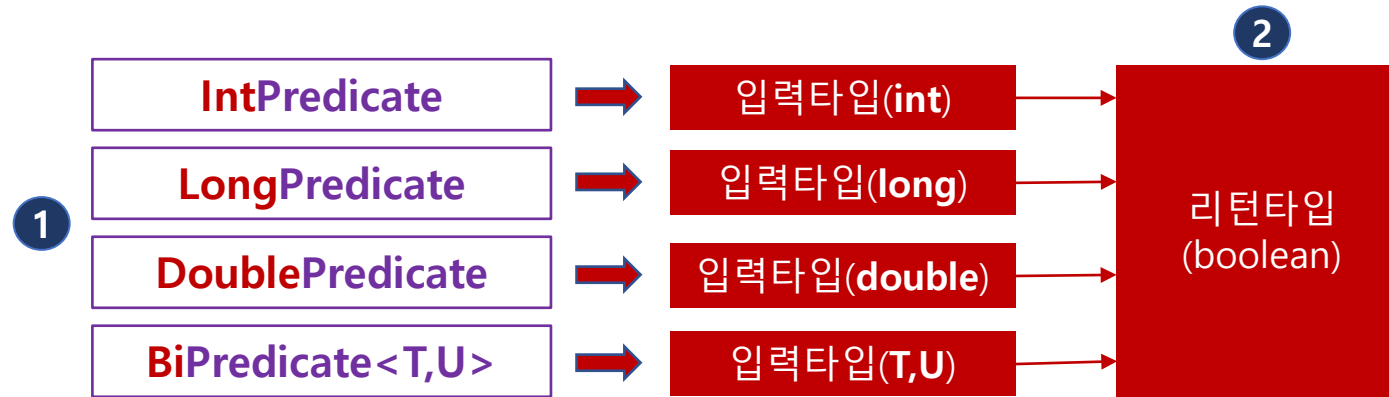 2
IntPredicate
입력타입(int)
LongPredicate
입력타입(long)
1
리턴타입
(boolean)
DoublePredicate
입력타입(double)
BiPredicate<T,U>
입력타입(T,U)